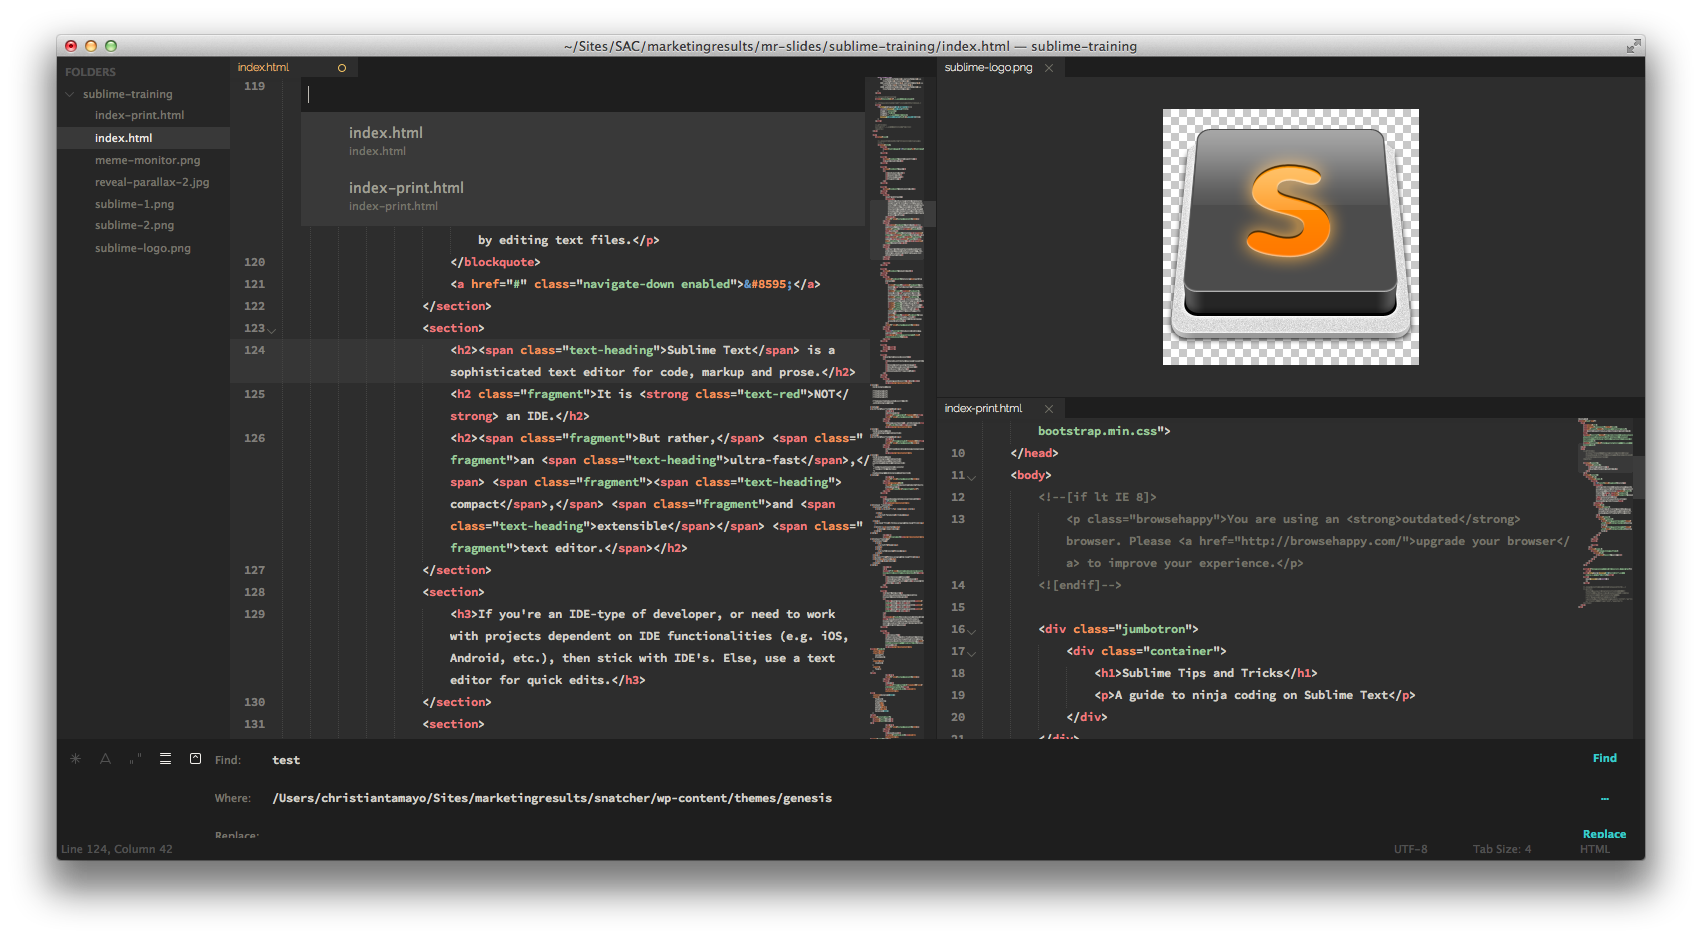 ~/Sites/SAC/marketingresults/mr-slides/sublime-training/index.html — sublime-training
FOLDERS
sublime-training
index-print.html
index.html
meme-monitor.png
reveal-parallax-2.jpg
sublime-1.png
sublime-2.png
sublime-logo.png
index.html
119
index.html
index.html
index-print.html
index-print.html
by editing text files.</p>
120 </blockquote>
121 <a href="#" class="navigate-down enabled">&#8595;</a>
122 </section>
123 <section>
124 <h2><span class="text-heading">Sublime Text</span> is a
sophisticated text editor for code, markup and prose.</h2>
125 <h2 class="fragment">It is <strong class="text-red">NOT</
strong> an IDE.</h2>
126 <h2><span class="fragment">But rather,</span> <span class="
fragment">an <span class="text-heading">ultra-fast</span>,</
span> <span class="fragment"><span class="text-heading">
compact</span>,</span> <span class="fragment">and <span
class="text-heading">extensible</span></span> <span class="
fragment">text editor.</span></h2>
127 </section>
128 <section>
129 <h3>If you're an IDE-type of developer, or need to work
with projects dependent on IDE functionalities (e.g. iOS,
Android, etc.), then stick with IDE's. Else, use a text
editor for quick edits.</h3>
130 </section>
131 <section>
sublime-logo.png
S
index-print.html
bootstrap.min.css">
10 </head>
11 <body>
12 <!--[if lt IE 8]>
13 <p class="browsehappy">You are using an <strong>outdated</strong>
browser. Please <a href="http://browsehappy.com/">upgrade your browser</
a> to improve your experience.</p>
14 <![endif]-->
15
16 <div class="jumbotron">
17 <div class="container">
18 <h1>Sublime Tips and Tricks</h1>
19 <p>A guide to ninja coding on Sublime Text</p>
20 </div>
21 </div>
Find: test Find
Where: /Users/christiantamayo/Sites/marketingresults/snatcher/wp-content/themes/genesis ...
Replace: Replace
Line 124, Column 42 UTF-8 Tab Size: 4 HTML